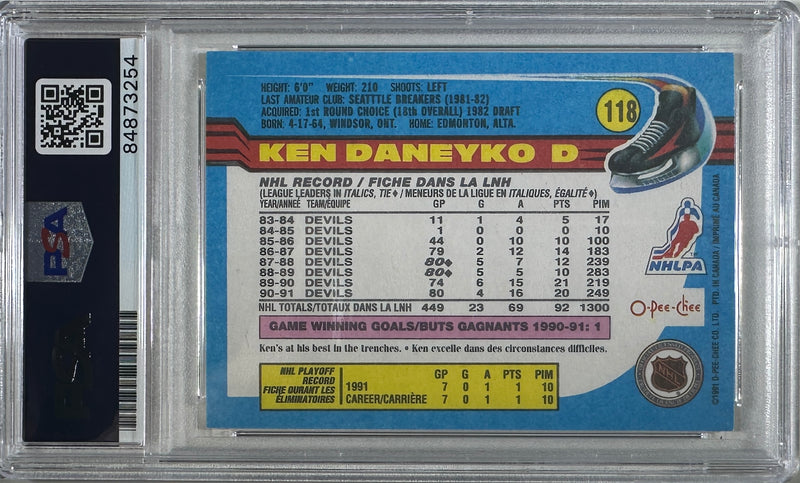 84873254
PSA
HEIGHT: 6'0" WEIGHT: 210 SHOOTS: LEFT
LAST AMATEUR CLUB: SEATTTLE BREAKERS (1981-82)
ACQUIRED: 1st ROUND CHOICE (18th OVERALL) 1982 DRAFT
BORN: 4-17-64, WINDSOR, ONT. HOME: EDMONTON, ALTA.
118
KEN DANEYKO D
NHL RECORD / FICHE DANS LA LNH
(LEAGUE LEADERS IN ITALICS, TIE♦ / MENEURS DE LA LIGUE EN ITALIQUES, ÉGALITÉ♦)
YEAR/ANNÉE TEAM/ÉQUIPE GP G A PTS PIM
83-84 DEVILS 11 1 4 5 17
84-85 DEVILS 1 0 0 0 10
85-86 DEVILS 44 0 10 10 100
86-87 DEVILS 79 2 12 14 183
87-88 DEVILS 80♦ 5 7 12 239
88-89 DEVILS 80♦ 5 5 10 283
89-90 DEVILS 74 6 15 21 219
90-91 DEVILS 80 4 16 20 249
NHL TOTALS/TOTAUX DANS LA LNH 449 23 69 92 1300
GAME WINNING GOALS/BUTS GAGNANTS 1990-91: 1
Ken's at his best in the trenches. • Ken excelle dans des circonstances difficiles.
NHL PLAYOFF
RECORD
FICHE DURANT LES
ÉLIMINATOIRES
GP G A PTS PIM
1991 7 0 1 1 10
CAREER/CARRIÈRE 7 0 1 1 10
NHLPA
O-Pee-Chee
NHL
©1991 O-PEE-CHEE CO. LTD. PTD. IN CANADA / IMPRIMÉ AU CANADA